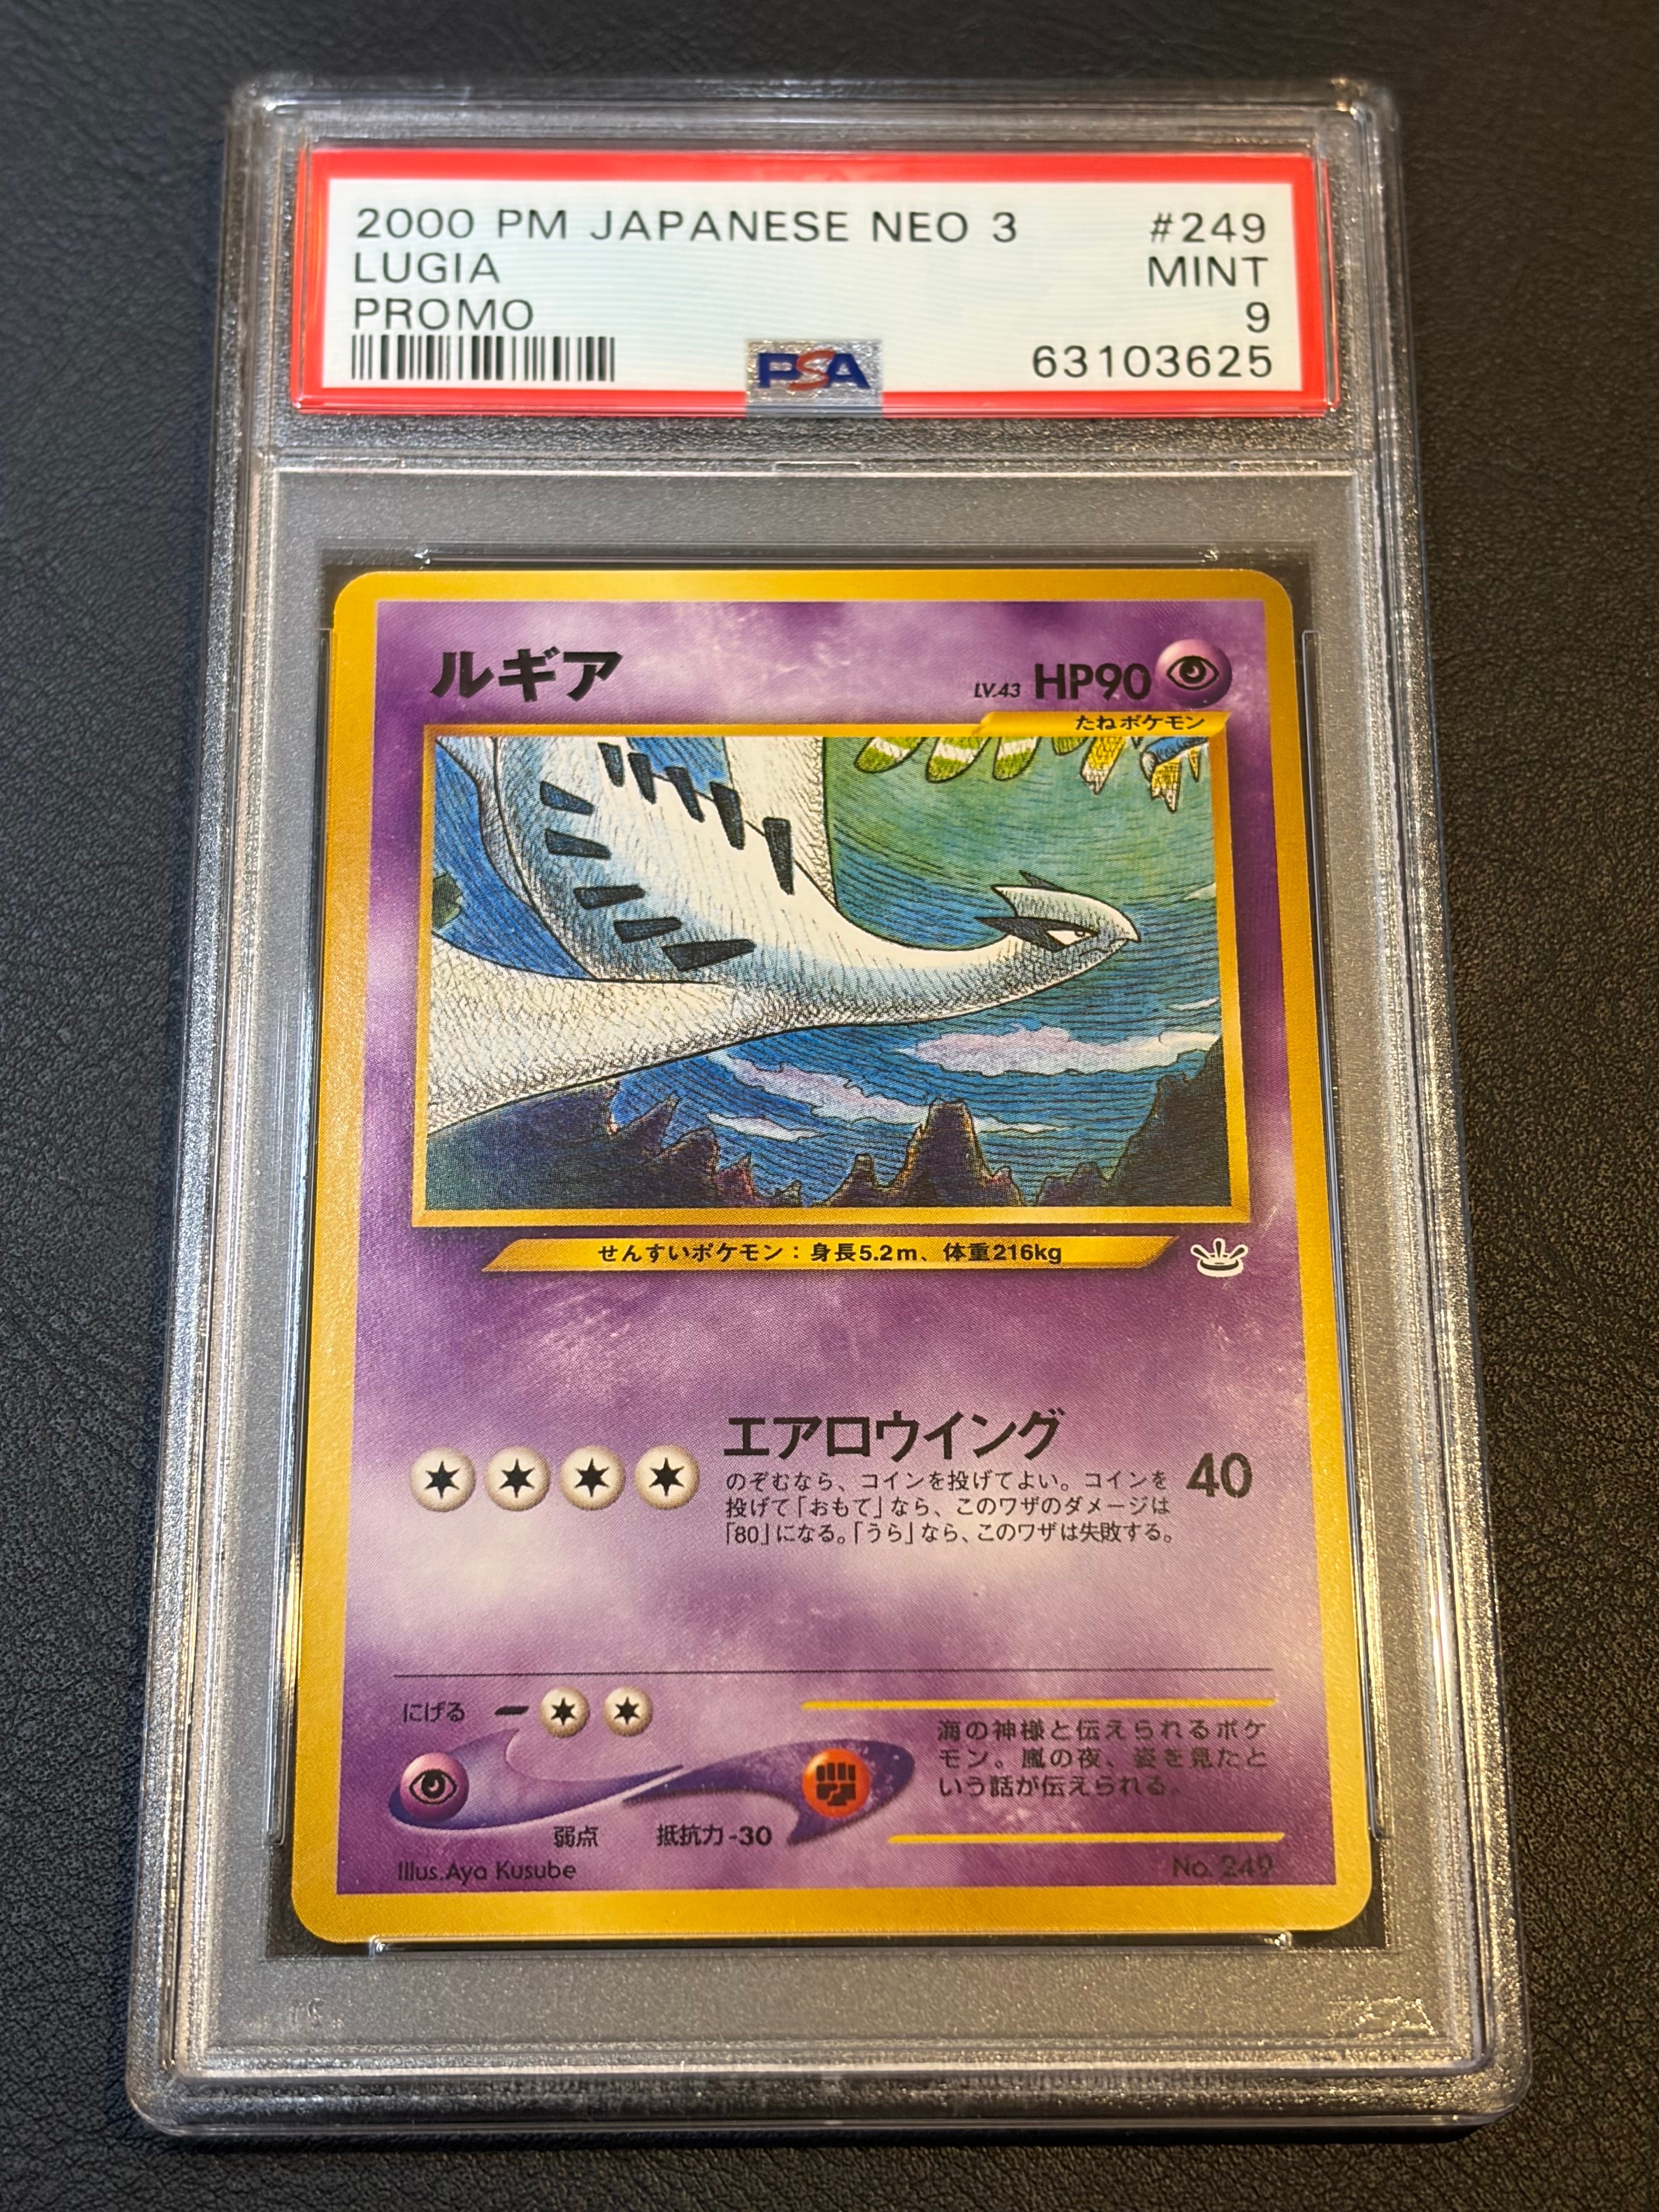 2000 PM JAPANESE NEO 3 #249
LUGIA MINT
PROMO 9
PSA 63103625
ルギア LV.43 HP90
たねポケモン
せんすいポケモン：身長5.2m、体重216kg
エアロウイング 40
のぞむなら、コインを投げてよい。コインを
投げて「おもて」なら、このワザのダメージは
「80」になる。「うら」なら、このワザは失敗する。
にげる
弱点 抵抗力-30
海の神様と伝えられるポケ
モン。嵐の夜、姿を見たと
いう話が伝えられる。
Illus.Aya Kusube No. 249